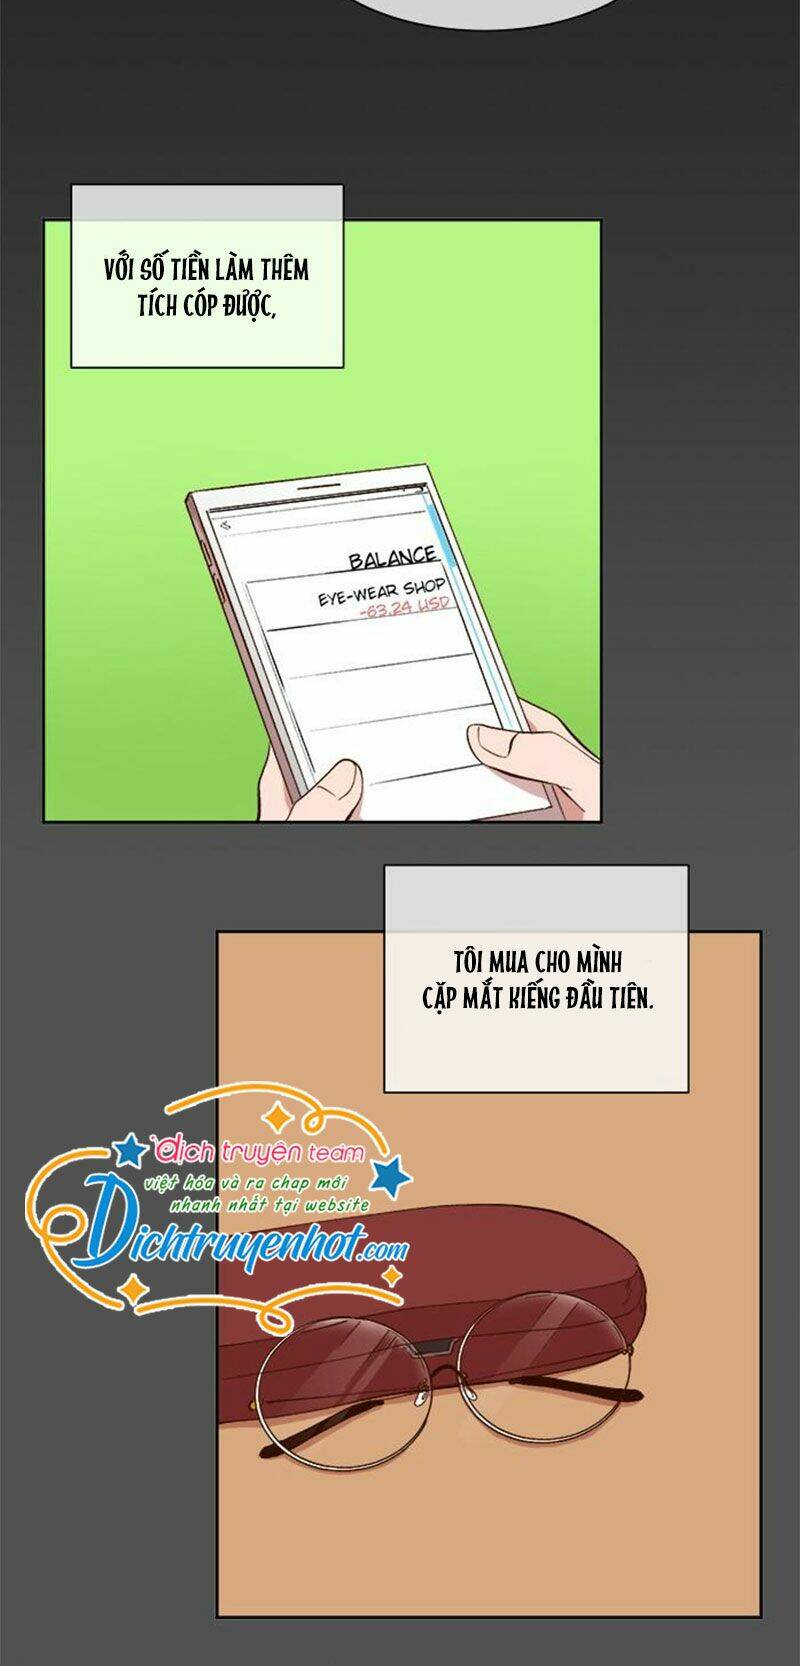 VỚI SỐ TIỀN LÀM THÊM
TÍCH CÓP ĐƯỢC,
BALANCE
EYE-WEAR SHOP
-63.24 USD
TÔI MUA CHO MÌNH
CẶP MẮT KIẾNG ĐẦU TIÊN.
dịch truyện team
việt hóa và ra chap mới
nhanh nhất tại website
Dichtruyenhot.com